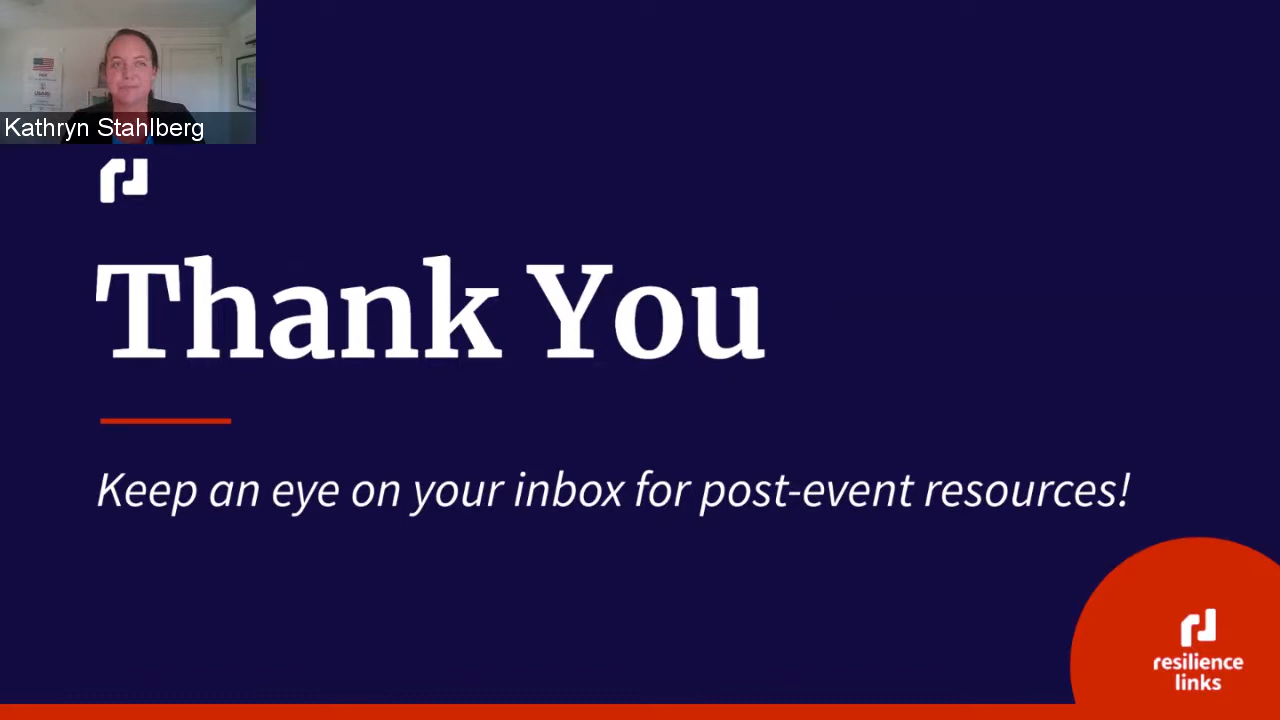 Kathryn Stahlberg
Thank You
Keep an eye on your inbox for post-event resources!
resilience
links